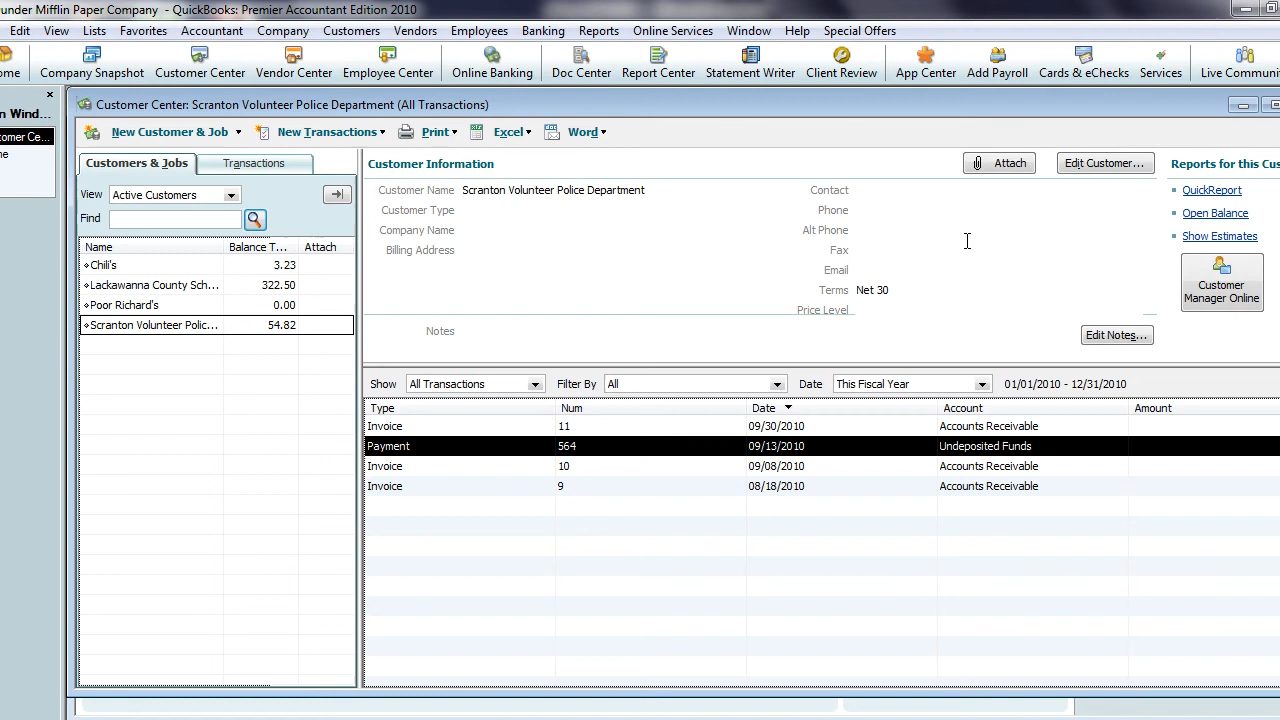 under Mifflin Paper Company - QuickBooks: Premier Accountant Edition 2010
Edit View Lists Favorites Accountant Company Customers Vendors Employees Banking Reports Online Services Window Help Special Offers
ome Company Snapshot Customer Center Vendor Center Employee Center Online Banking Doc Center Report Center Statement Writer Client Review App Center Add Payroll Cards & eChecks Services Live Communi
n Wind...
tomer Ce...
me
Customer Center: Scranton Volunteer Police Department (All Transactions)
New Customer & Job New Transactions Print Excel Word
Customers & Jobs Transactions
View Active Customers
Find
Name Balance T... Attach
Chili's 3.23
Lackawanna County Sch... 322.50
Poor Richard's 0.00
Scranton Volunteer Polic... 54.82
Customer Information Attach Edit Customer...
Customer Name Scranton Volunteer Police Department
Customer Type
Company Name
Billing Address
Contact
Phone
Alt Phone
Fax
Email
Terms Net 30
Price Level
Notes Edit Notes...
Reports for this Cus
QuickReport
Open Balance
Show Estimates
Customer
Manager Online
Show All Transactions Filter By All Date This Fiscal Year 01/01/2010 - 12/31/2010
Type Num Date Account Amount
Invoice 11 09/30/2010 Accounts Receivable
Payment 564 09/13/2010 Undeposited Funds
Invoice 10 09/08/2010 Accounts Receivable
Invoice 9 08/18/2010 Accounts Receivable